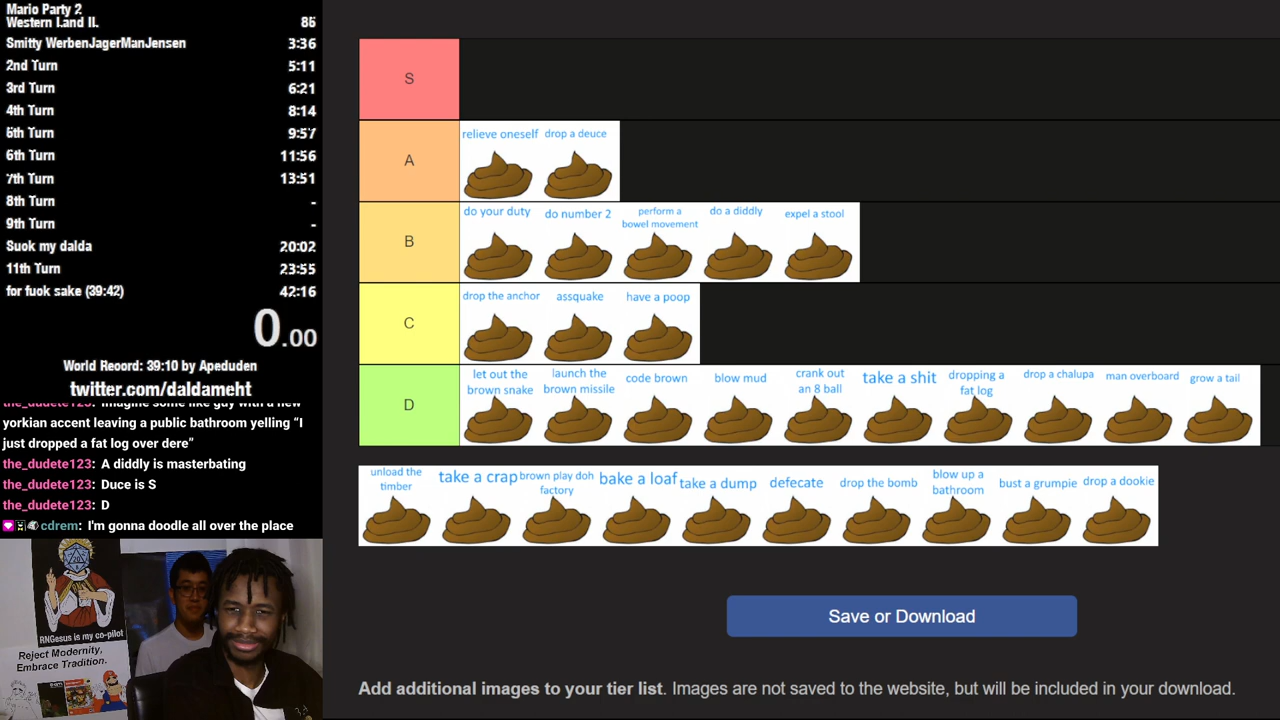 Mario Party 2
Western Land II. 85
Smitty WerbenJagerManJensen 3:36
2nd Turn 5:11
3rd Turn 6:21
4th Turn 8:14
5th Turn 9:57
6th Turn 11:56
7th Turn 13:51
8th Turn -
9th Turn -
Suok my dalda 20:02
11th Turn 23:55
for fuok sake (39:42) 42:16
0.00
World Record: 39:10 by Apeduden
twitter.com/daldameht
the_dudete123: Imagine some like guy with a new
yorkian accent leaving a public bathroom yelling “I
just dropped a fat log over dere”
the_dudete123: A diddly is masterbating
the_dudete123: Duce is S
the_dudete123: D
cdrem: I'm gonna doodle all over the place
RNGesus is my co-pilot
Reject Modernity,
Embrace Tradition.
S
A
relieve oneself
drop a deuce
B
do your duty
do number 2
perform a
bowel movement
do a diddly
expel a stool
C
drop the anchor
assquake
have a poop
D
let out the
brown snake
launch the
brown missile
code brown
blow mud
crank out
an 8 ball
take a shit
dropping a
fat log
drop a chalupa
man overboard
grow a tail
unload the
timber
take a crap
brown play doh
factory
bake a loaf
take a dump
defecate
drop the bomb
blow up a
bathroom
bust a grumpie
drop a dookie
Save or Download
Add additional images to your tier list. Images are not saved to the website, but will be included in your download.